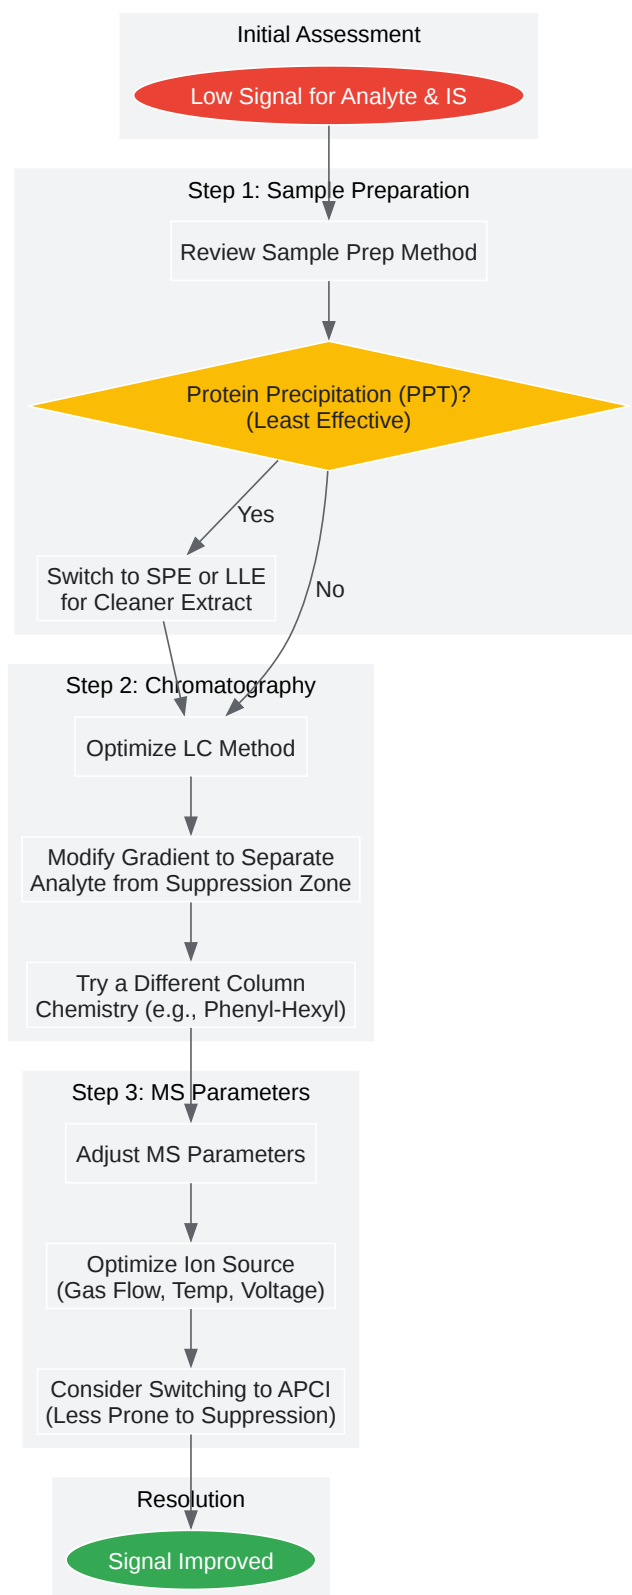 Initial Assessment
Low Signal for Analyte & IS
Step 1: Sample Preparation
Review Sample Prep Method
Protein Precipitation (PPT)?
(Least Effective)
Yes
Switch to SPE or LLE
for Cleaner Extract
No
Step 2: Chromatography
Optimize LC Method
Modify Gradient to Separate
Analyte from Suppression Zone
Try a Different Column
Chemistry (e.g., Phenyl-Hexyl)
Step 3: MS Parameters
Adjust MS Parameters
Optimize Ion Source
(Gas Flow, Temp, Voltage)
Consider Switching to APCI
(Less Prone to Suppression)
Resolution
Signal Improved